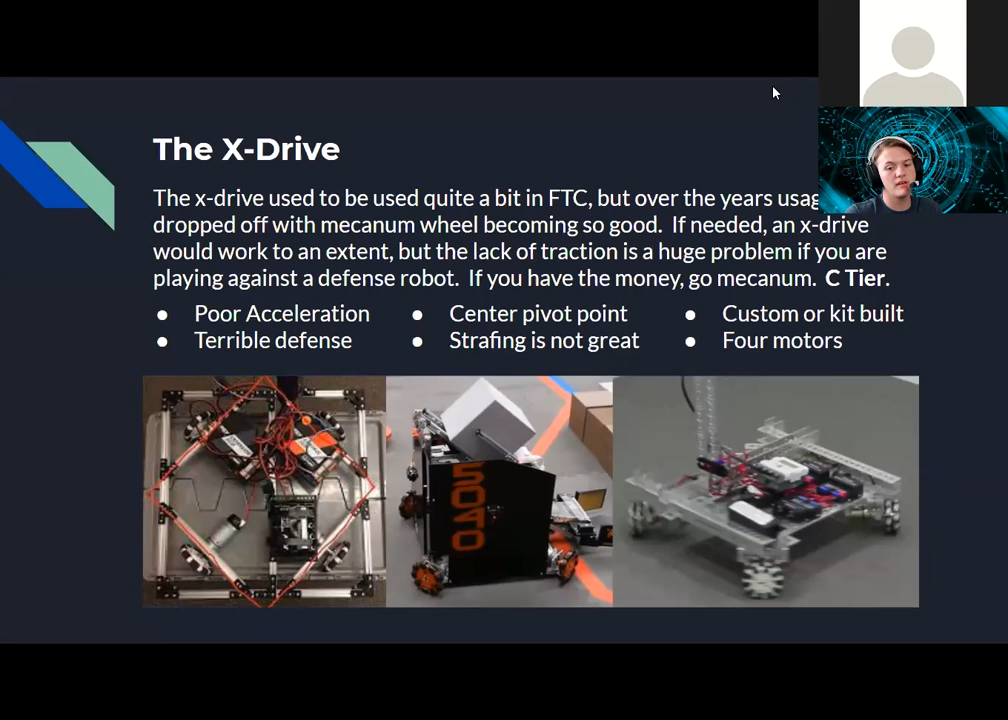 The X-Drive
The x-drive used to be used quite a bit in FTC, but over the years
dropped off with mecanum wheel becoming so good. If needed, an x-drive
would work to an extent, but the lack of traction is a huge problem if you are
playing against a defense robot. If you have the money, go mecanum. C Tier.
● Poor Acceleration
● Terrible defense
● Center pivot point
● Strafing is not great
● Custom or kit built
● Four motors